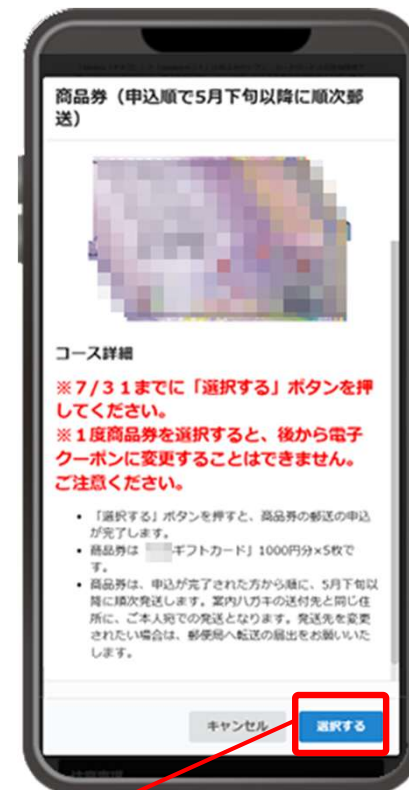 商品券（申込順で5月下旬以降に順次郵
送）
コース詳細
※７/３１までに「選択する」ボタンを押
してください。
※１度商品券を選択すると、後から電子
クーポンに変更することはできません。
ご注意ください。
• 「選択する」ボタンを押すと、商品券の郵送の申込
が完了します。
• 商品券は ギフトカード」1000円分×5枚で
す。
• 商品券は、申込が完了された方から順に、5月下旬以
降に順次発送します。案内ハガキの送付先と同じ住
所に、ご本人宛での発送となります。発送先を変更
されたい場合は、郵便局へ転送の届出をお願いいた
します。
キャンセル 選択する
注意事項